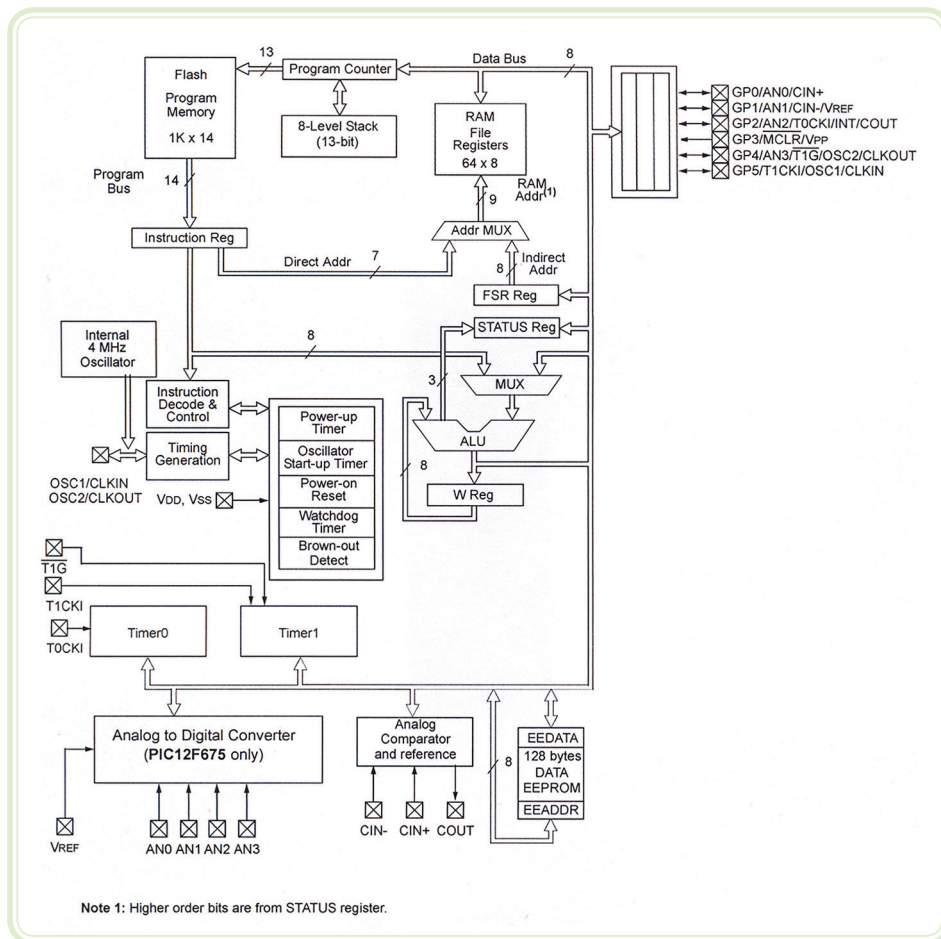 13
Data Bus
8
Flash
Program
Memory
1K x 14
Program Counter
8-Level Stack
(13-bit)
RAM
File
Registers
64 x 8
GP0/AN0/CIN+
GP1/AN1/CIN-/VREF
GP2/AN2/T0CKI/INT/COUT
GP3/MCLR/VPP
GP4/AN3/T1G/OSC2/CLKOUT
GP5/T1CKI/OSC1/CLKIN
Program
Bus
14
RAM
Addr(1)
9
Instruction Reg
Addr MUX
Direct Addr
7
8
Indirect
Addr
FSR Reg
STATUS Reg
Internal
4 MHz
Oscillator
8
3
MUX
Instruction
Decode &
Control
Power-up
Timer
ALU
Timing
Generation
Oscillator
Start-up Timer
8
OSC1/CLKIN
OSC2/CLKOUT
VDD, VSS
Power-on
Reset
W Reg
Watchdog
Timer
Brown-out
Detect
T1G
T1CKI
T0CKI
Timer0
Timer1
Analog to Digital Converter
(PIC12F675 only)
Analog
Comparator
and reference
8
EEDATA
128 bytes
DATA
EEPROM
EEADDR
VREF
AN0 AN1 AN2 AN3
CIN- CIN+ COUT
Note 1: Higher order bits are from STATUS register.